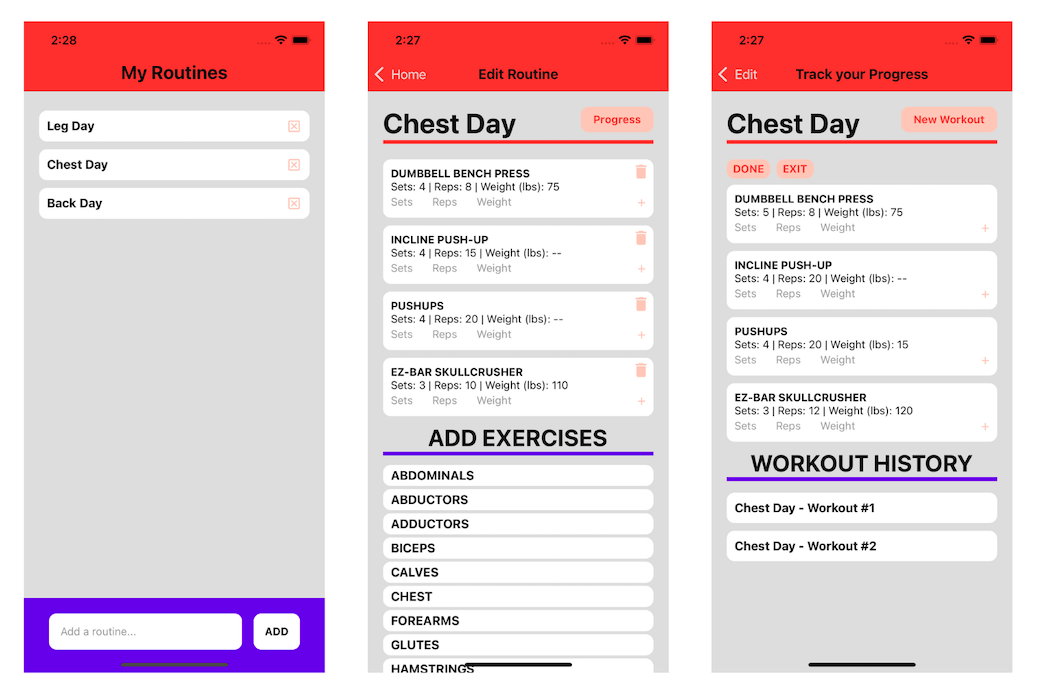 2:28
My Routines
Leg Day
Chest Day
Back Day
Add a routine...
ADD
2:27
Home
Edit Routine
Chest Day
Progress
DUMBBELL BENCH PRESS
Sets: 4 | Reps: 8 | Weight (lbs): 75
Sets Reps Weight +
INCLINE PUSH-UP
Sets: 4 | Reps: 15 | Weight (lbs): --
Sets Reps Weight +
PUSHUPS
Sets: 4 | Reps: 20 | Weight (lbs): --
Sets Reps Weight +
EZ-BAR SKULLCRUSHER
Sets: 3 | Reps: 10 | Weight (lbs): 110
Sets Reps Weight +
ADD EXERCISES
ABDOMINALS
ABDUCTORS
ADDUCTORS
BICEPS
CALVES
CHEST
FOREARMS
GLUTES
HAMSTRINGS
2:27
Edit
Track your Progress
Chest Day
New Workout
DONE EXIT
DUMBBELL BENCH PRESS
Sets: 5 | Reps: 8 | Weight (lbs): 75
Sets Reps Weight +
INCLINE PUSH-UP
Sets: 4 | Reps: 20 | Weight (lbs): --
Sets Reps Weight +
PUSHUPS
Sets: 4 | Reps: 20 | Weight (lbs): 15
Sets Reps Weight +
EZ-BAR SKULLCRUSHER
Sets: 3 | Reps: 12 | Weight (lbs): 120
Sets Reps Weight +
WORKOUT HISTORY
Chest Day - Workout #1
Chest Day - Workout #2